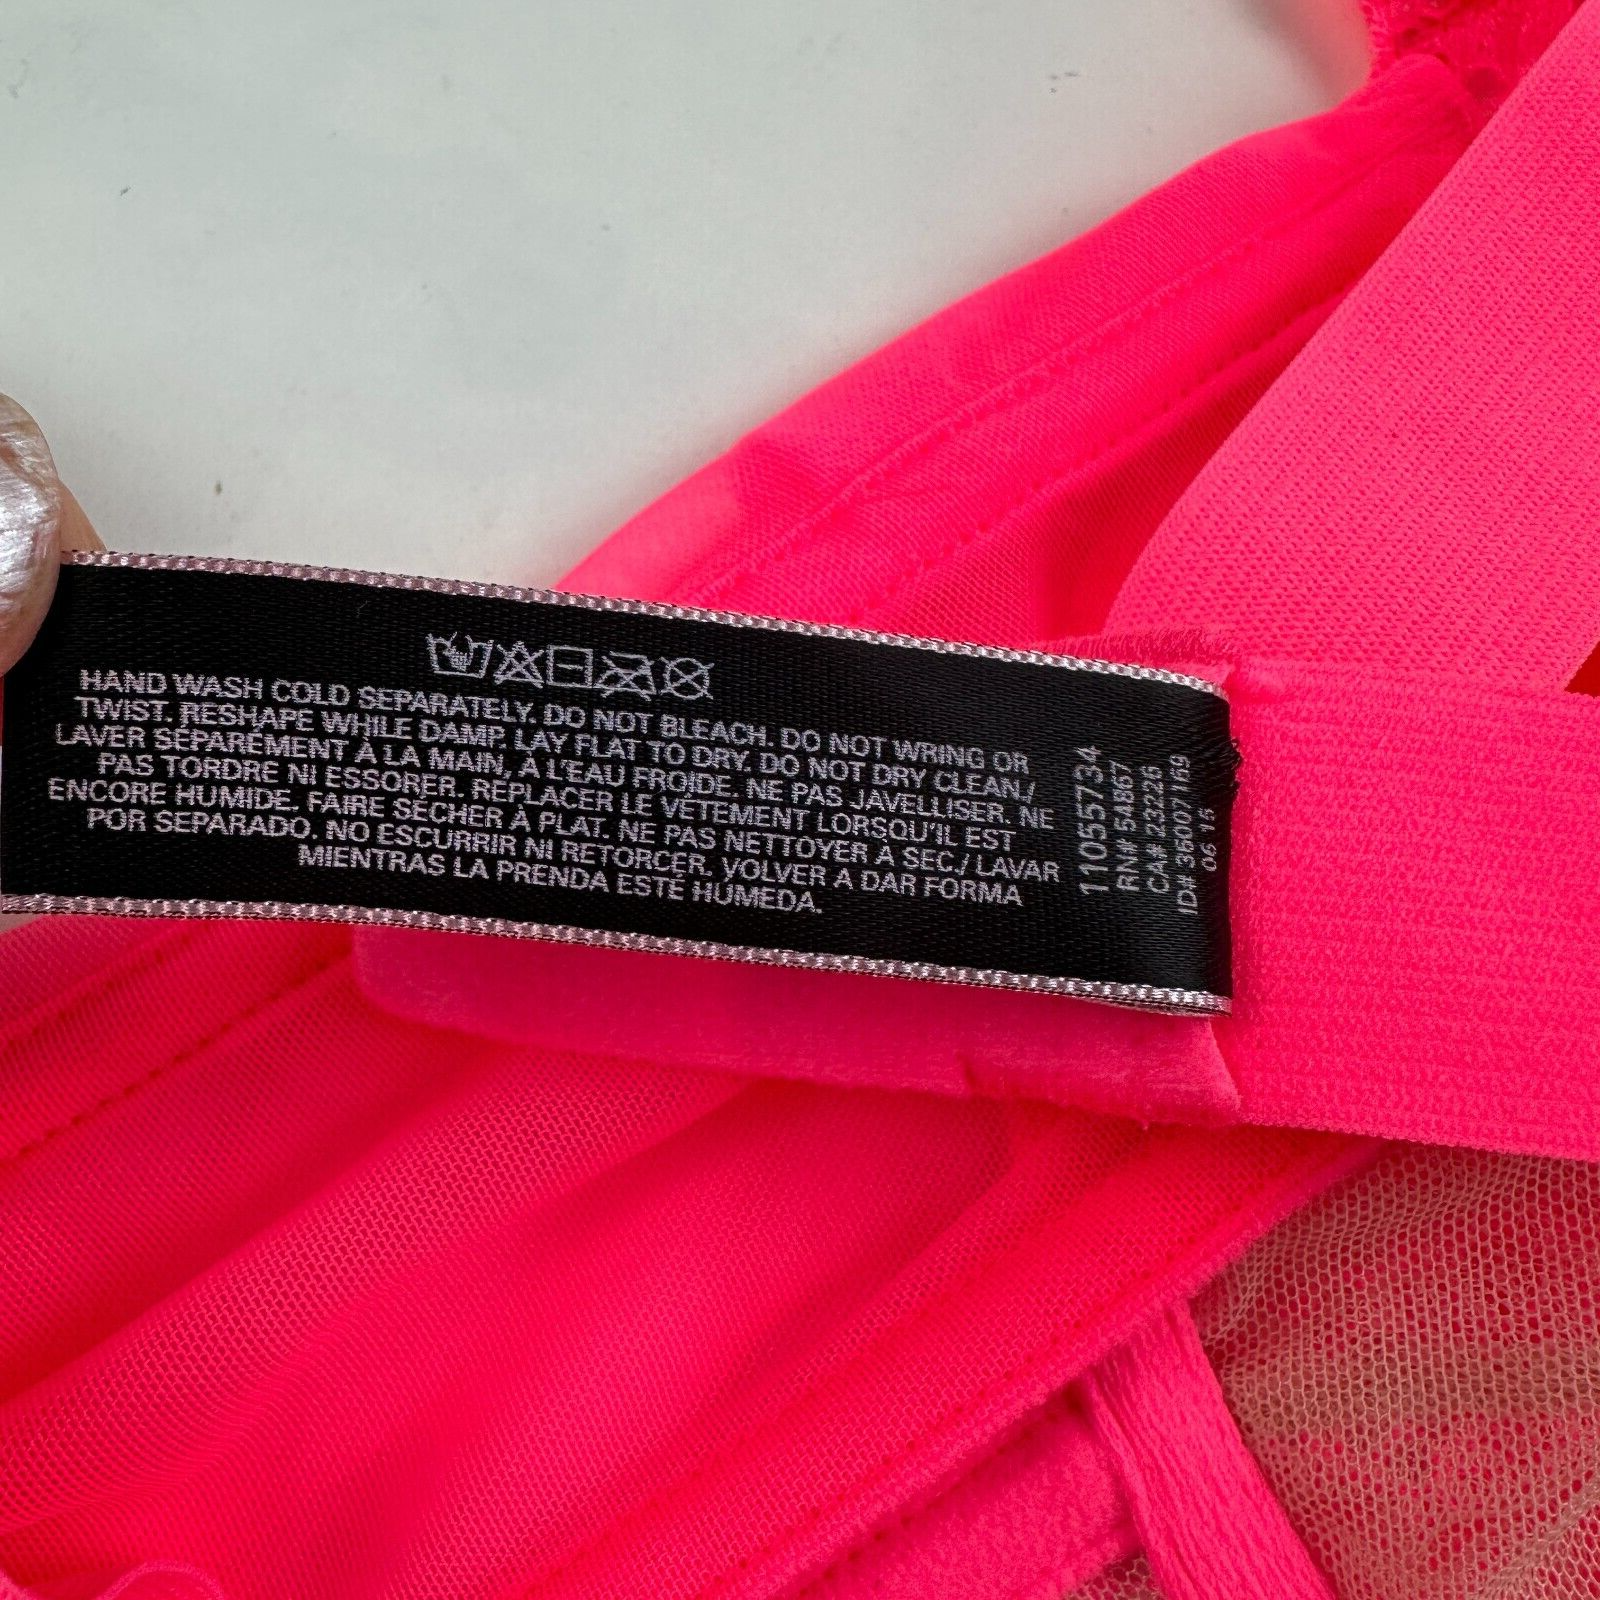 HAND WASH COLD SEPARATELY. DO NOT BLEACH. DO NOT WRING OR
TWIST. RESHAPE WHILE DAMP. LAY FLAT TO DRY. DO NOT DRY CLEAN./
LAVER SÉPARÉMENT À LA MAIN, À L'EAU FROIDE. NE PAS JAVELLISER. NE
PAS TORDRE NI ESSORER. REPLACER LE VÊTEMENT LORSQU'IL EST
ENCORE HUMIDE. FAIRE SÉCHER À PLAT. NE PAS NETTOYER À SEC./ LAVAR
POR SEPARADO. NO ESCURRIR NI RETORCER. VOLVER A DAR FORMA
MIENTRAS LA PRENDA ESTÉ HÚMEDA.
11055734
RN# 54867
CA# 23226
ID# 36007169
06 15